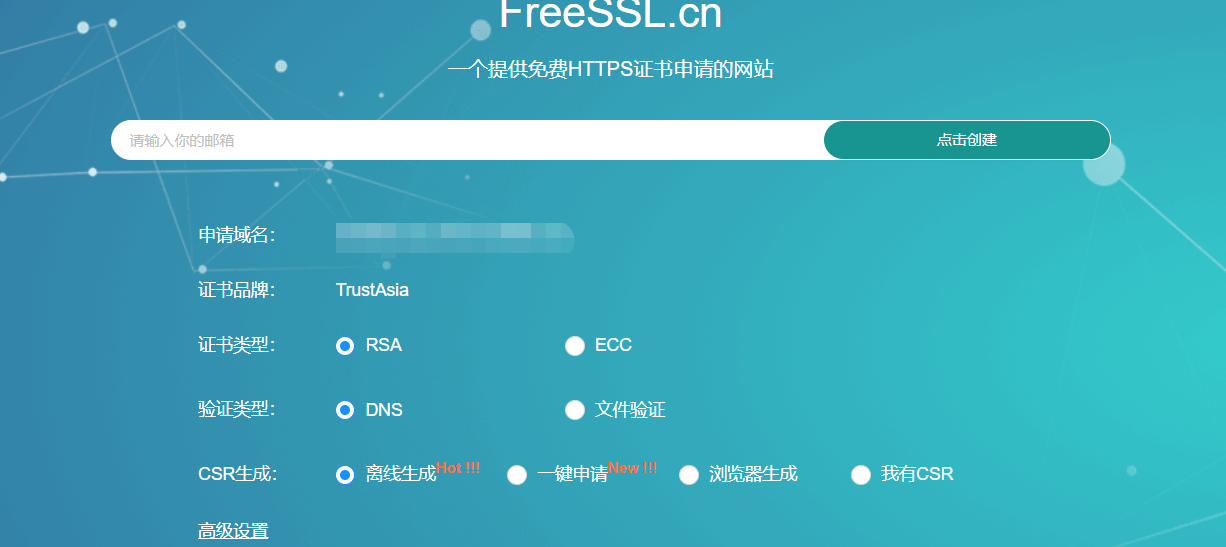 FreeSSL.cn
一个提供免费HTTPS证书申请的网站
请输入你的邮箱 点击创建
申请域名：
证书品牌： TrustAsia
证书类型： RSA ECC
验证类型： DNS 文件验证
CSR生成： 离线生成Hot !!! 一键申请New !!! 浏览器生成 我有CSR
高级设置